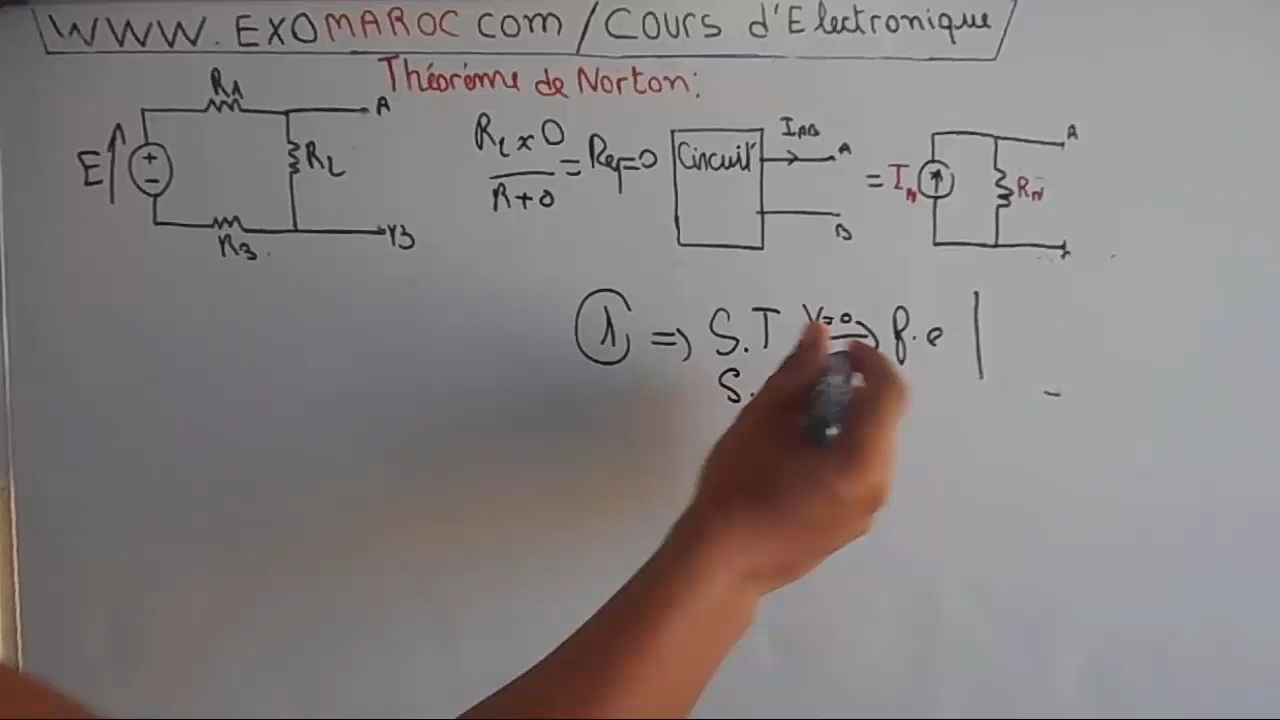 WWW.EXOMAROC com / COURS d'Electronique
Théorème de Norton:
R1
A
E
+
−
R2
R3
B
R2 x 0
R + 0
= Req=0
Circuit
IAB
A
B
=
IN
RN
A
1 => S.T V=0 → f.e
S.